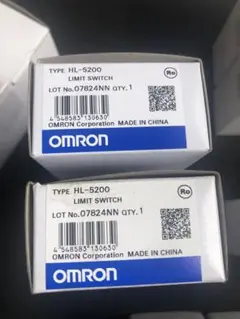 TYPE HL-5200
LIMIT SWITCH
LOT No.07824NN QTY.1
Ro
4 548583 130630
OMRON Corporation MADE IN CHINA
OMRON
TYPE HL-5200
LIMIT SWITCH
LOT No.07824NN QTY.1
Ro
4 548583 130630
OMRON Corporation MADE IN CHINA
OMRON